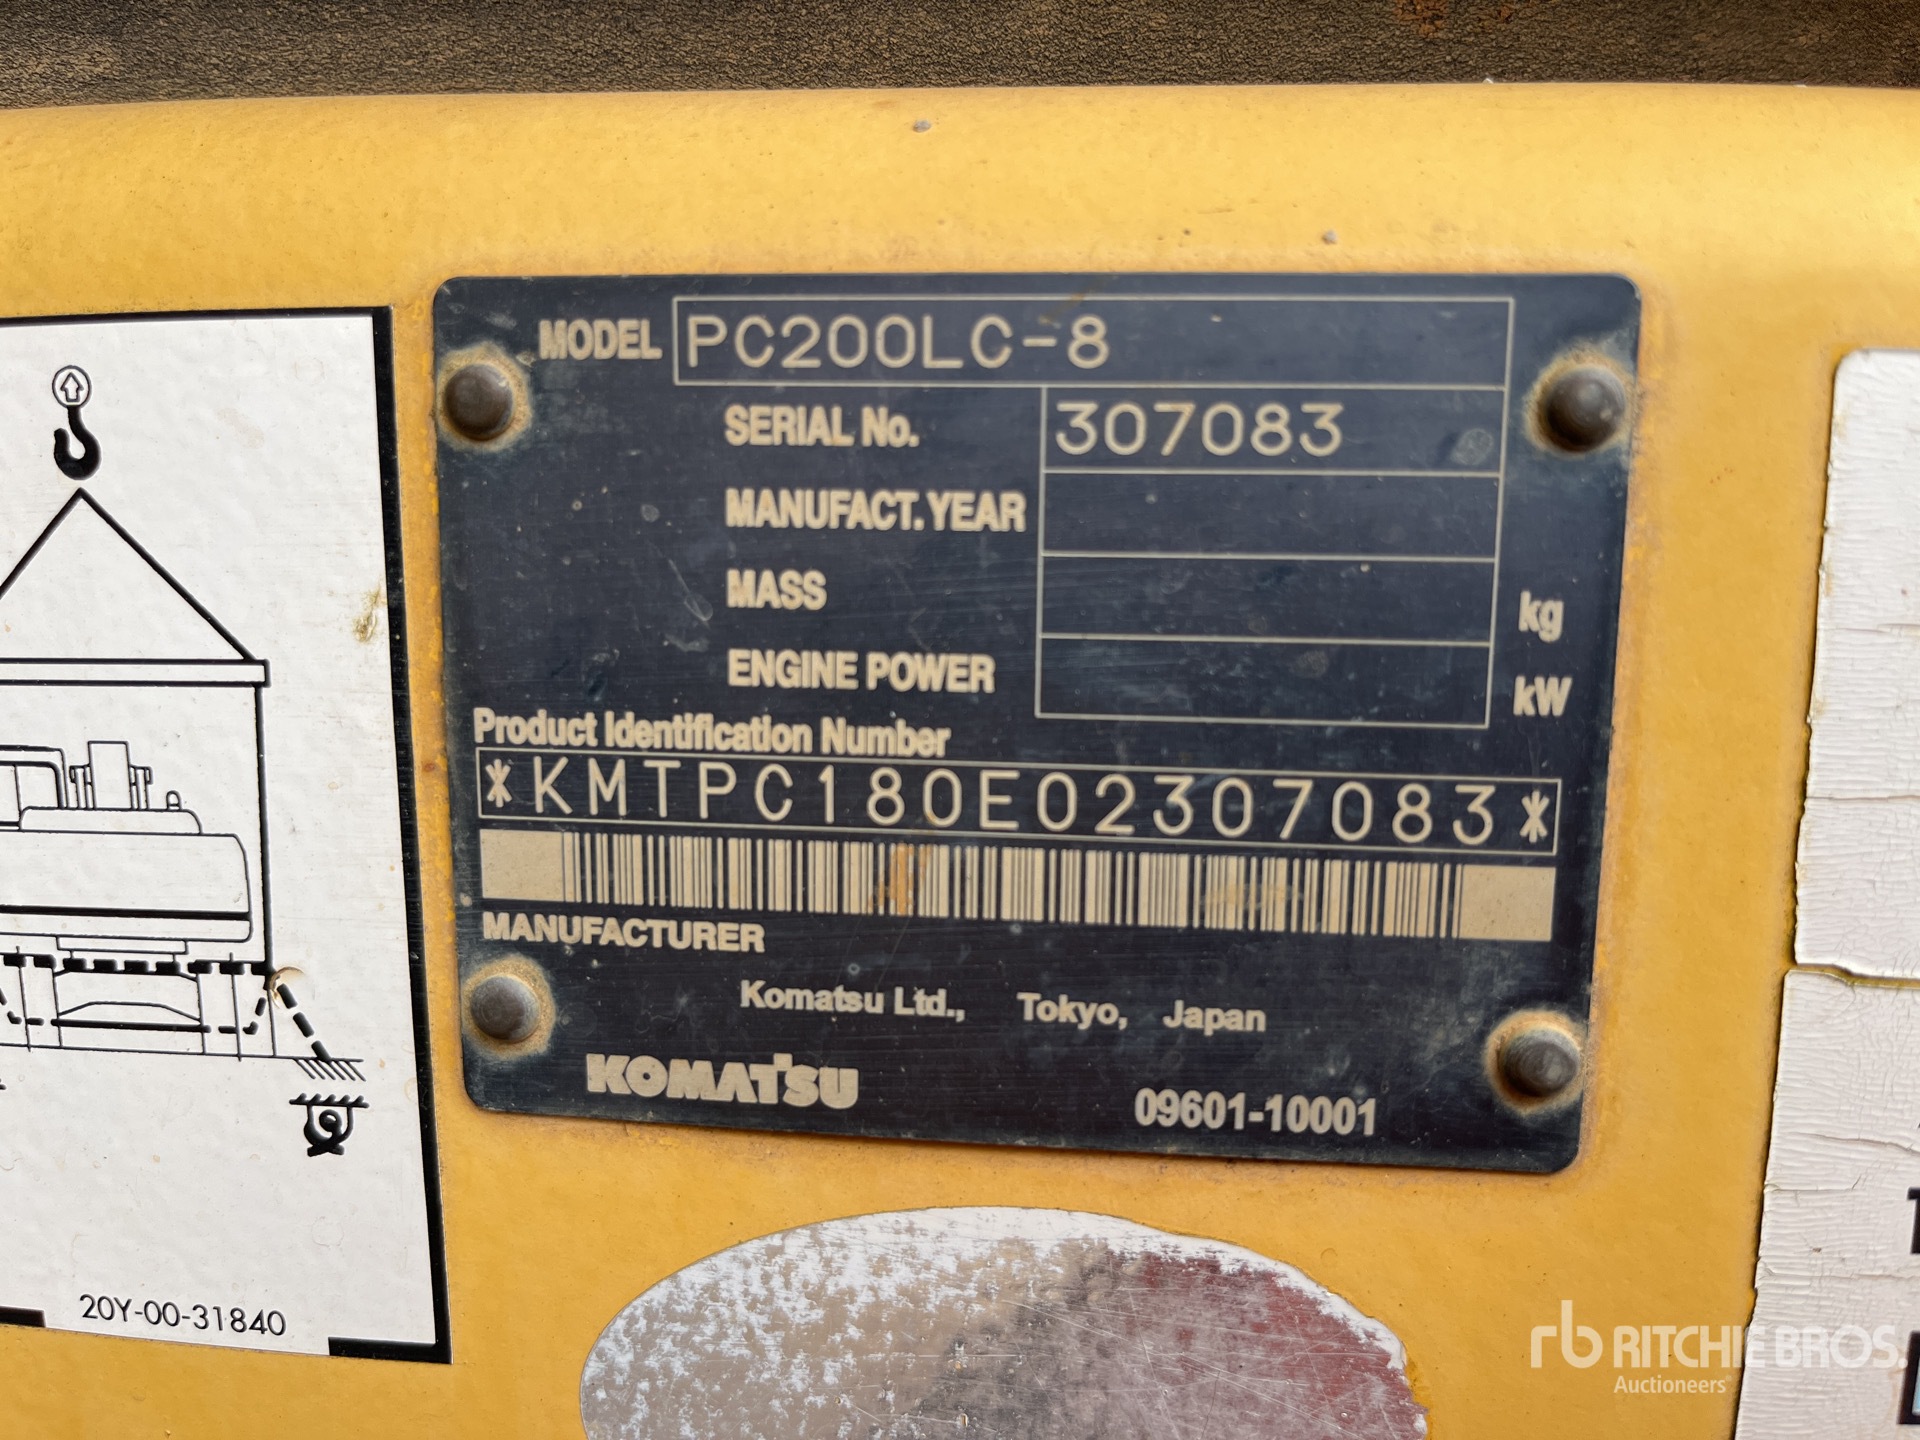 MODEL PC200LC-8
SERIAL No. 307083
MANUFACT. YEAR
MASS kg
ENGINE POWER kW
Product Identification Number
*KMTPC180E02307083*
MANUFACTURER
Komatsu Ltd., Tokyo, Japan
KOMATSU 09601-10001
20Y-00-31840
rb RITCHIE BROS.
Auctioneers